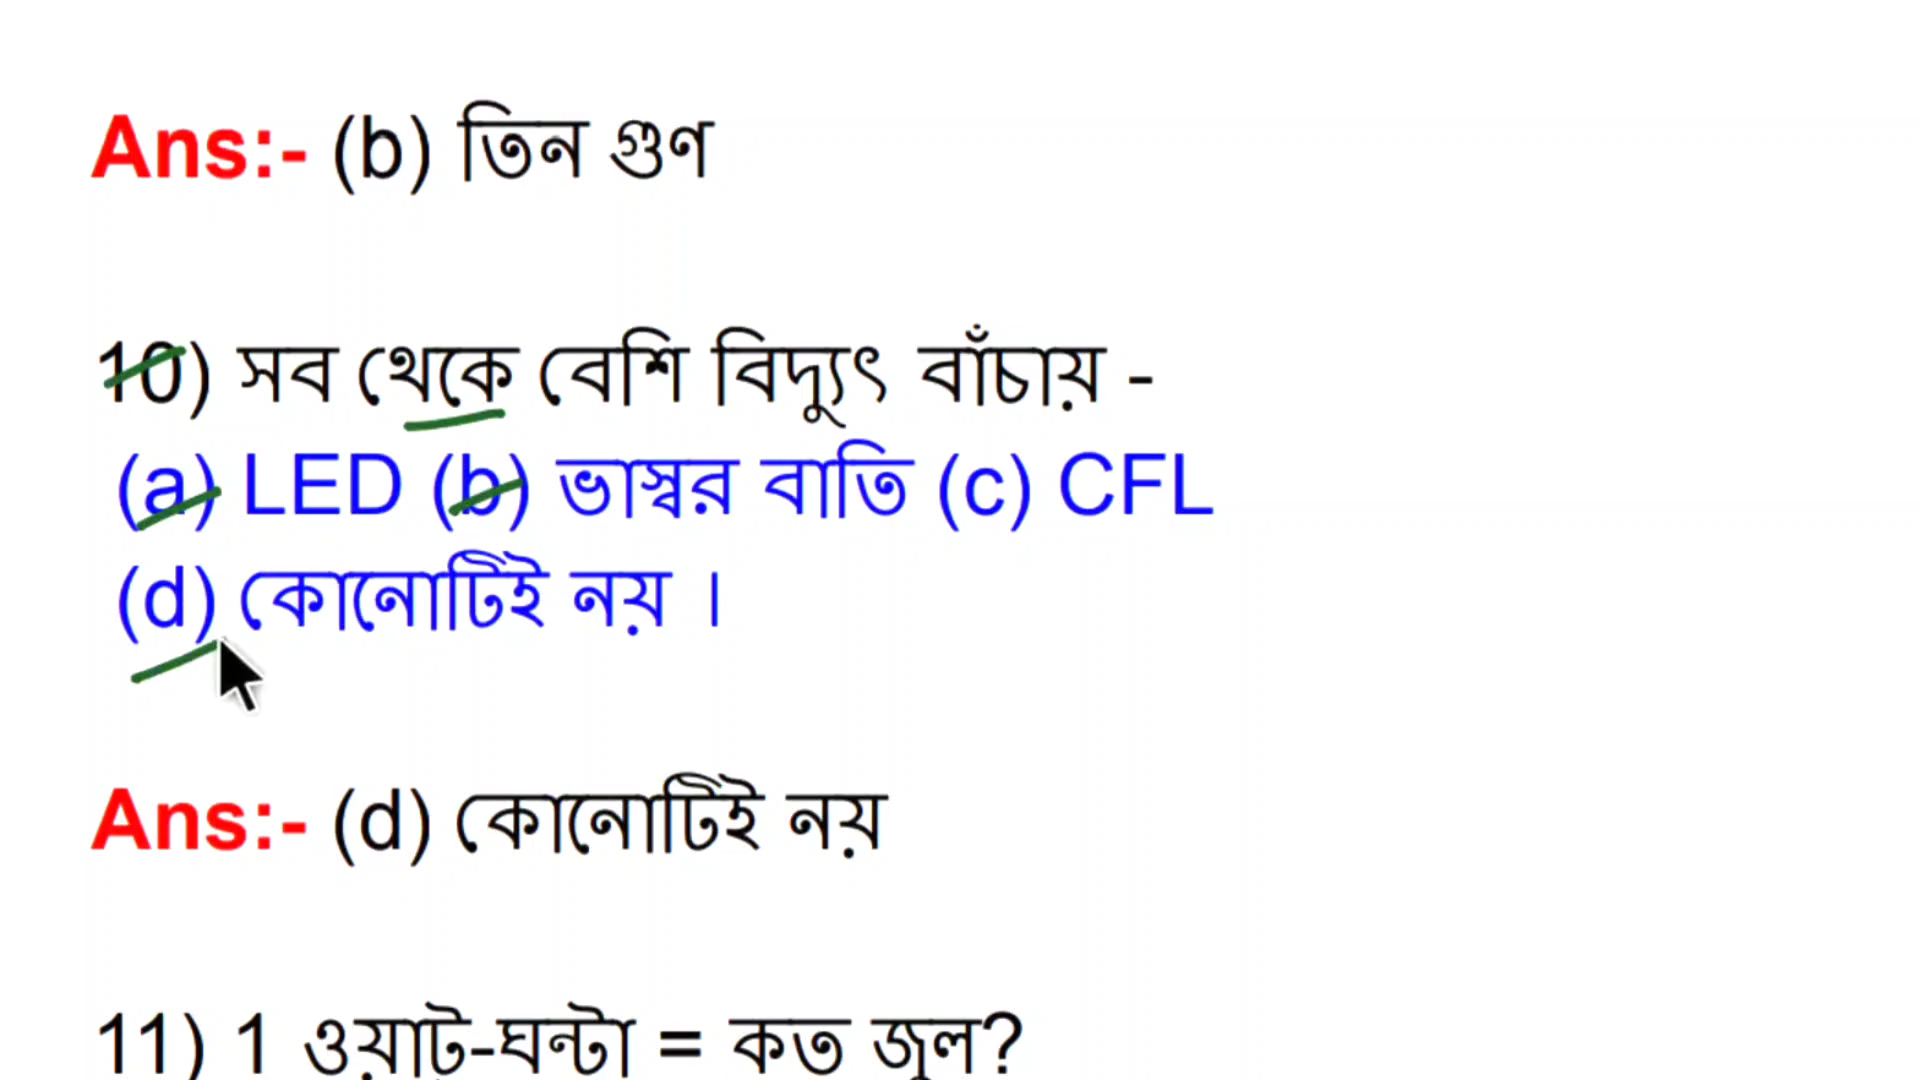 Ans:- (b) তিন গুণ
10) সব থেকে বেশি বিদ্যুৎ বাঁচায় -
(a) LED (b) ভাস্বর বাতি (c) CFL
(d) কোনোটিই নয় ।
Ans:- (d) কোনোটিই নয়
11) 1 ওয়াট-ঘন্টা = কত জুল?